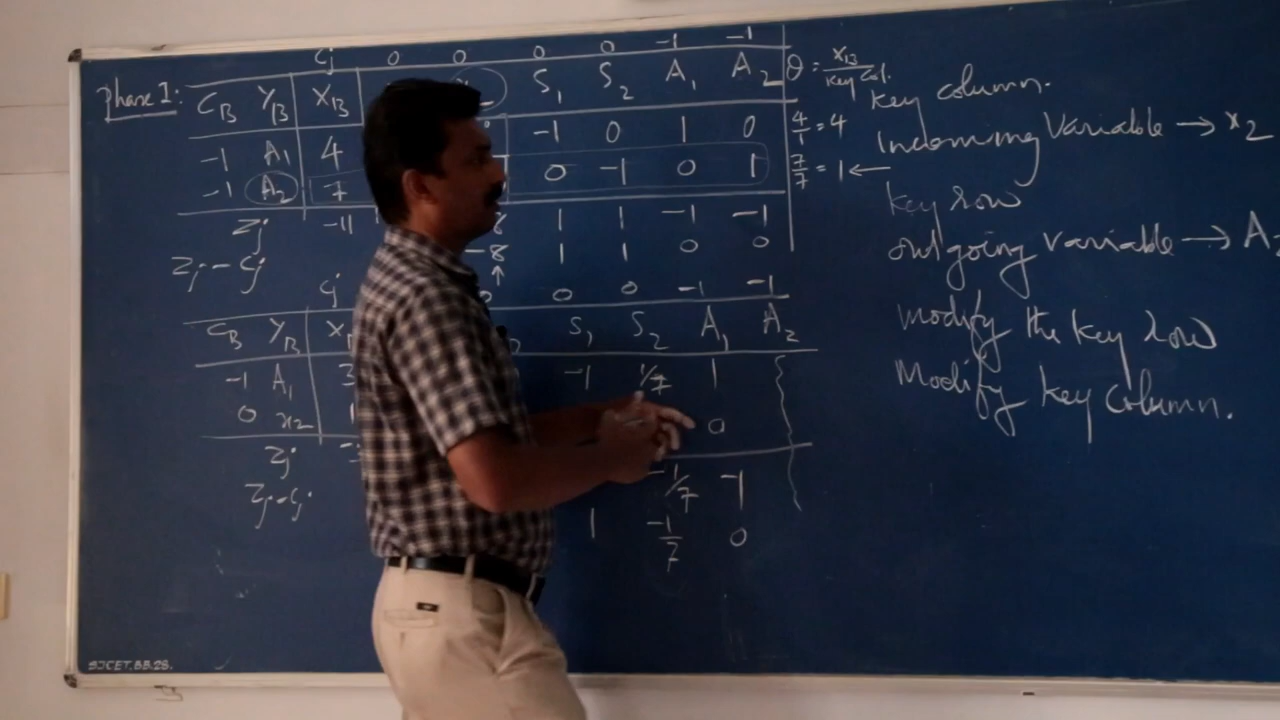 Cj 0 0 0 0 -1 -1
Phase I: CB YB XB S1 S2 A1 A2 θ = XB/Key Col.
-1 A1 4 -1 0 1 0 4/1 = 4
-1 A2 7 0 -1 0 1 7/7 = 1 ←
Zj -11 1 1 -1 -1
Zj - Cj -8 1 1 0 0
↑
Cj 0 0 -1 -1
CB YB S1 S2 A1 A2
-1 A1 3 -1 1/7 1
0 x2 1 0
Zj -1/7 -1
Zj-Cj 1 -1/7 0
Key column.
Incoming Variable → x2
Key row
outgoing variable → A2
modify the key row
Modify key column.
SJCET.BB.28.